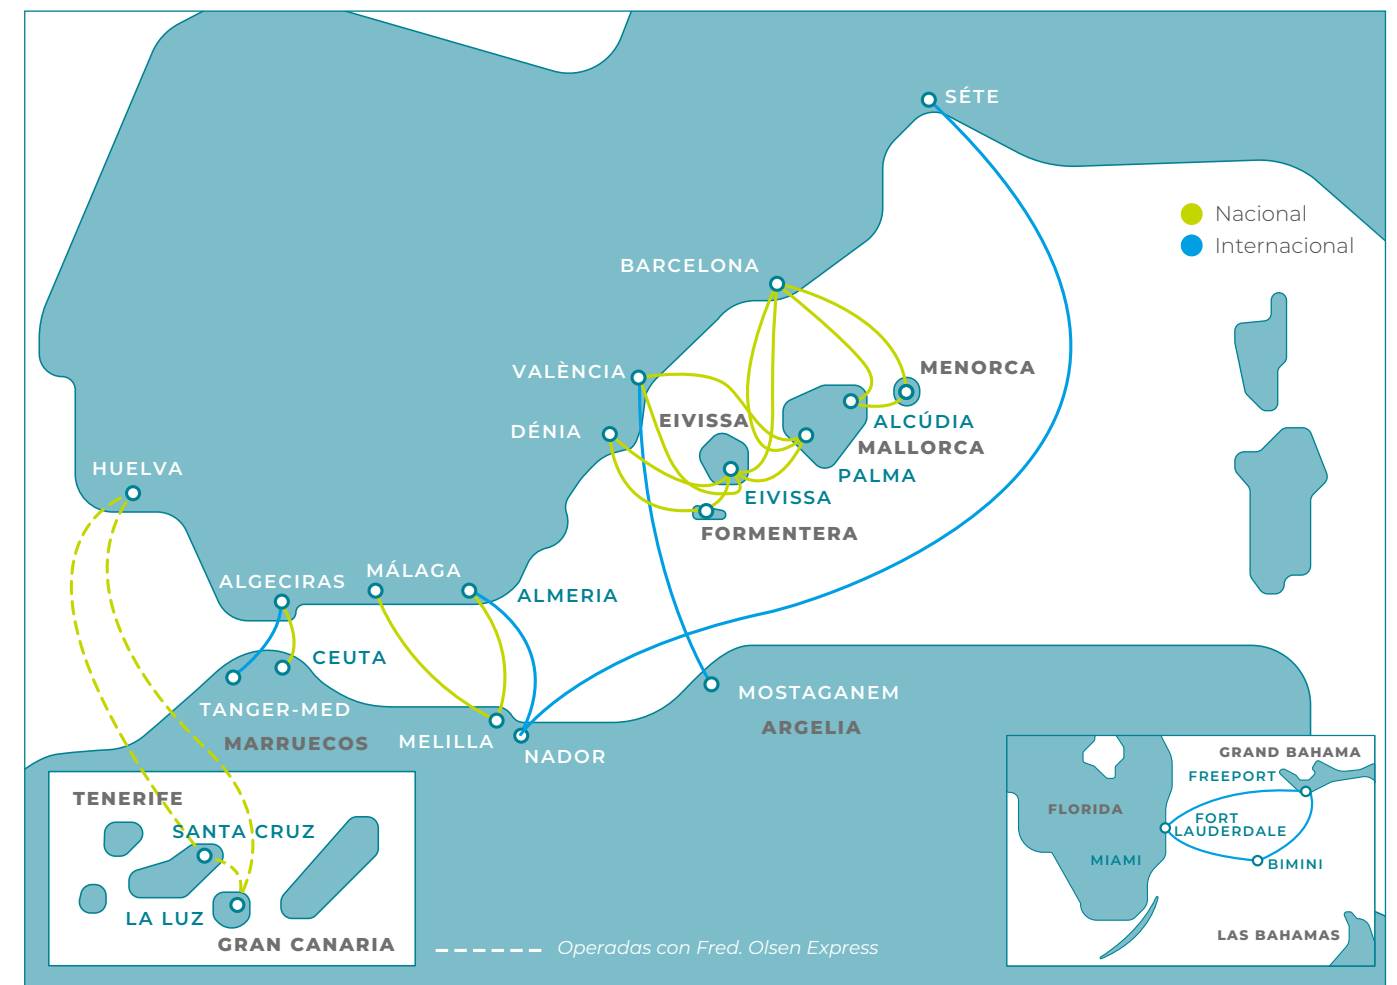 SÉTE
Nacional
Internacional
BARCELONA
MENORCA
VALÈNCIA
EIVISSA
ALCÚDIA
DÉNIA
MALLORCA
HUELVA
PALMA
EIVISSA
FORMENTERA
MÁLAGA
ALGECIRAS
ALMERIA
CEUTA
MOSTAGANEM
TANGER-MED
ARGELIA
MARRUECOS
MELILLA
NADOR
GRAND BAHAMA
FREEPORT
TENERIFE
FLORIDA
FORT
LAUDERDALE
SANTA CRUZ
MIAMI
BIMINI
LA LUZ
LAS BAHAMAS
GRAN CANARIA
Operadas con Fred. Olsen Express